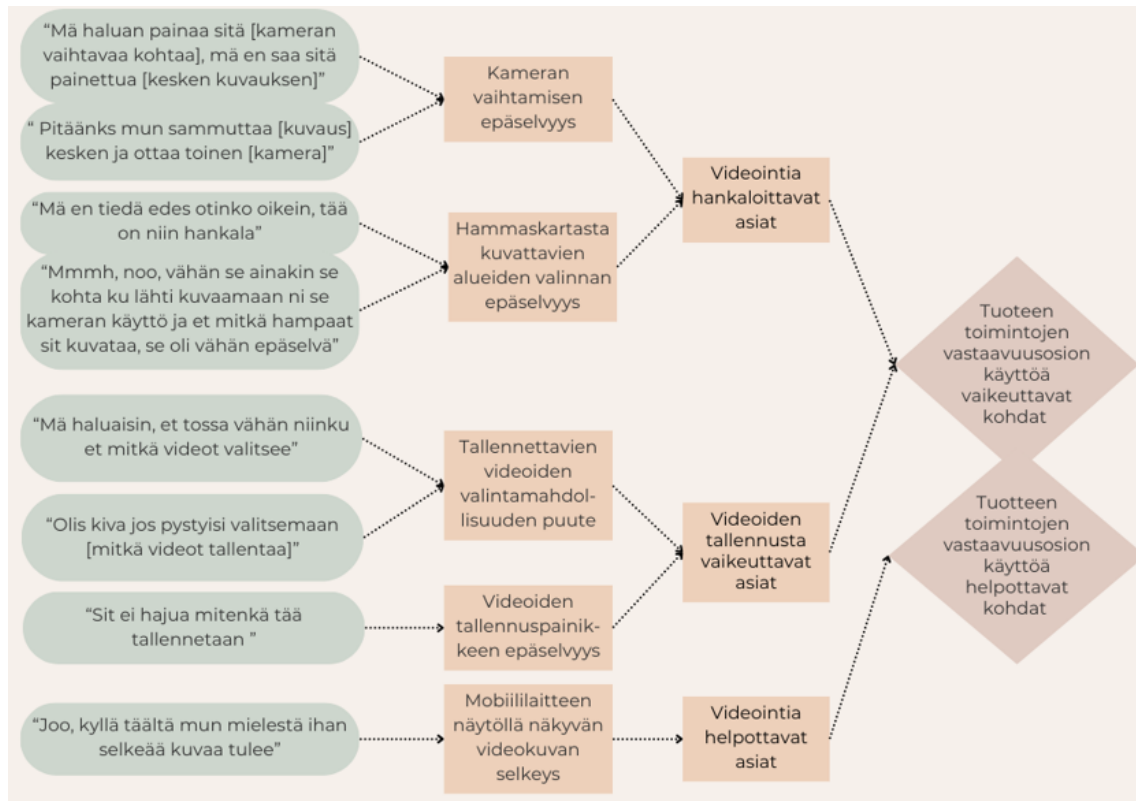 “Mä haluan painaa sitä [kameran
vaihtavaa kohtaa], mä en saa sitä
painettua [kesken kuvauksen]”
“ Pitäänks mun sammuttaa [kuvaus]
kesken ja ottaa toinen [kamera]”
“Mä en tiedä edes otinko oikein, tää
on niin hankala”
“Mmmh, noo, vähän se ainakin se
kohta ku lähti kuvaamaan ni se
kameran käyttö ja et mitkä hampaat
sit kuvataa, se oli vähän epäselvä”
“Mä haluaisin, et tossa vähän niinku
et mitkä videot valitsee”
“Olis kiva jos pystyisi valitsemaan
[mitkä videot tallentaa]”
“Sit ei hajua mitenkä tää
tallennetaan ”
“Joo, kyllä täältä mun mielestä ihan
selkeää kuvaa tulee”
Kameran
vaihtamisen
epäselvyys
Hammaskartasta
kuvattavien
alueiden valinnan
epäselvyys
Tallennettavien
videoiden
valintamahdol-
lisuuden puute
Videoiden
tallennuspainik-
keen epäselvyys
Mobiililaitteen
näytöllä näkyvän
videokuvan
selkeys
Videointia
hankaloittavat
asiat
Videoiden
tallennusta
vaikeuttavat
asiat
Videointia
helpottavat
asiat
Tuoteen
toimintojen
vastaavuusosion
käyttöä
vaikeuttavat
kohdat
Tuotteen
toimintojen
vastaavuusosion
käyttöä
helpottavat
kohdat